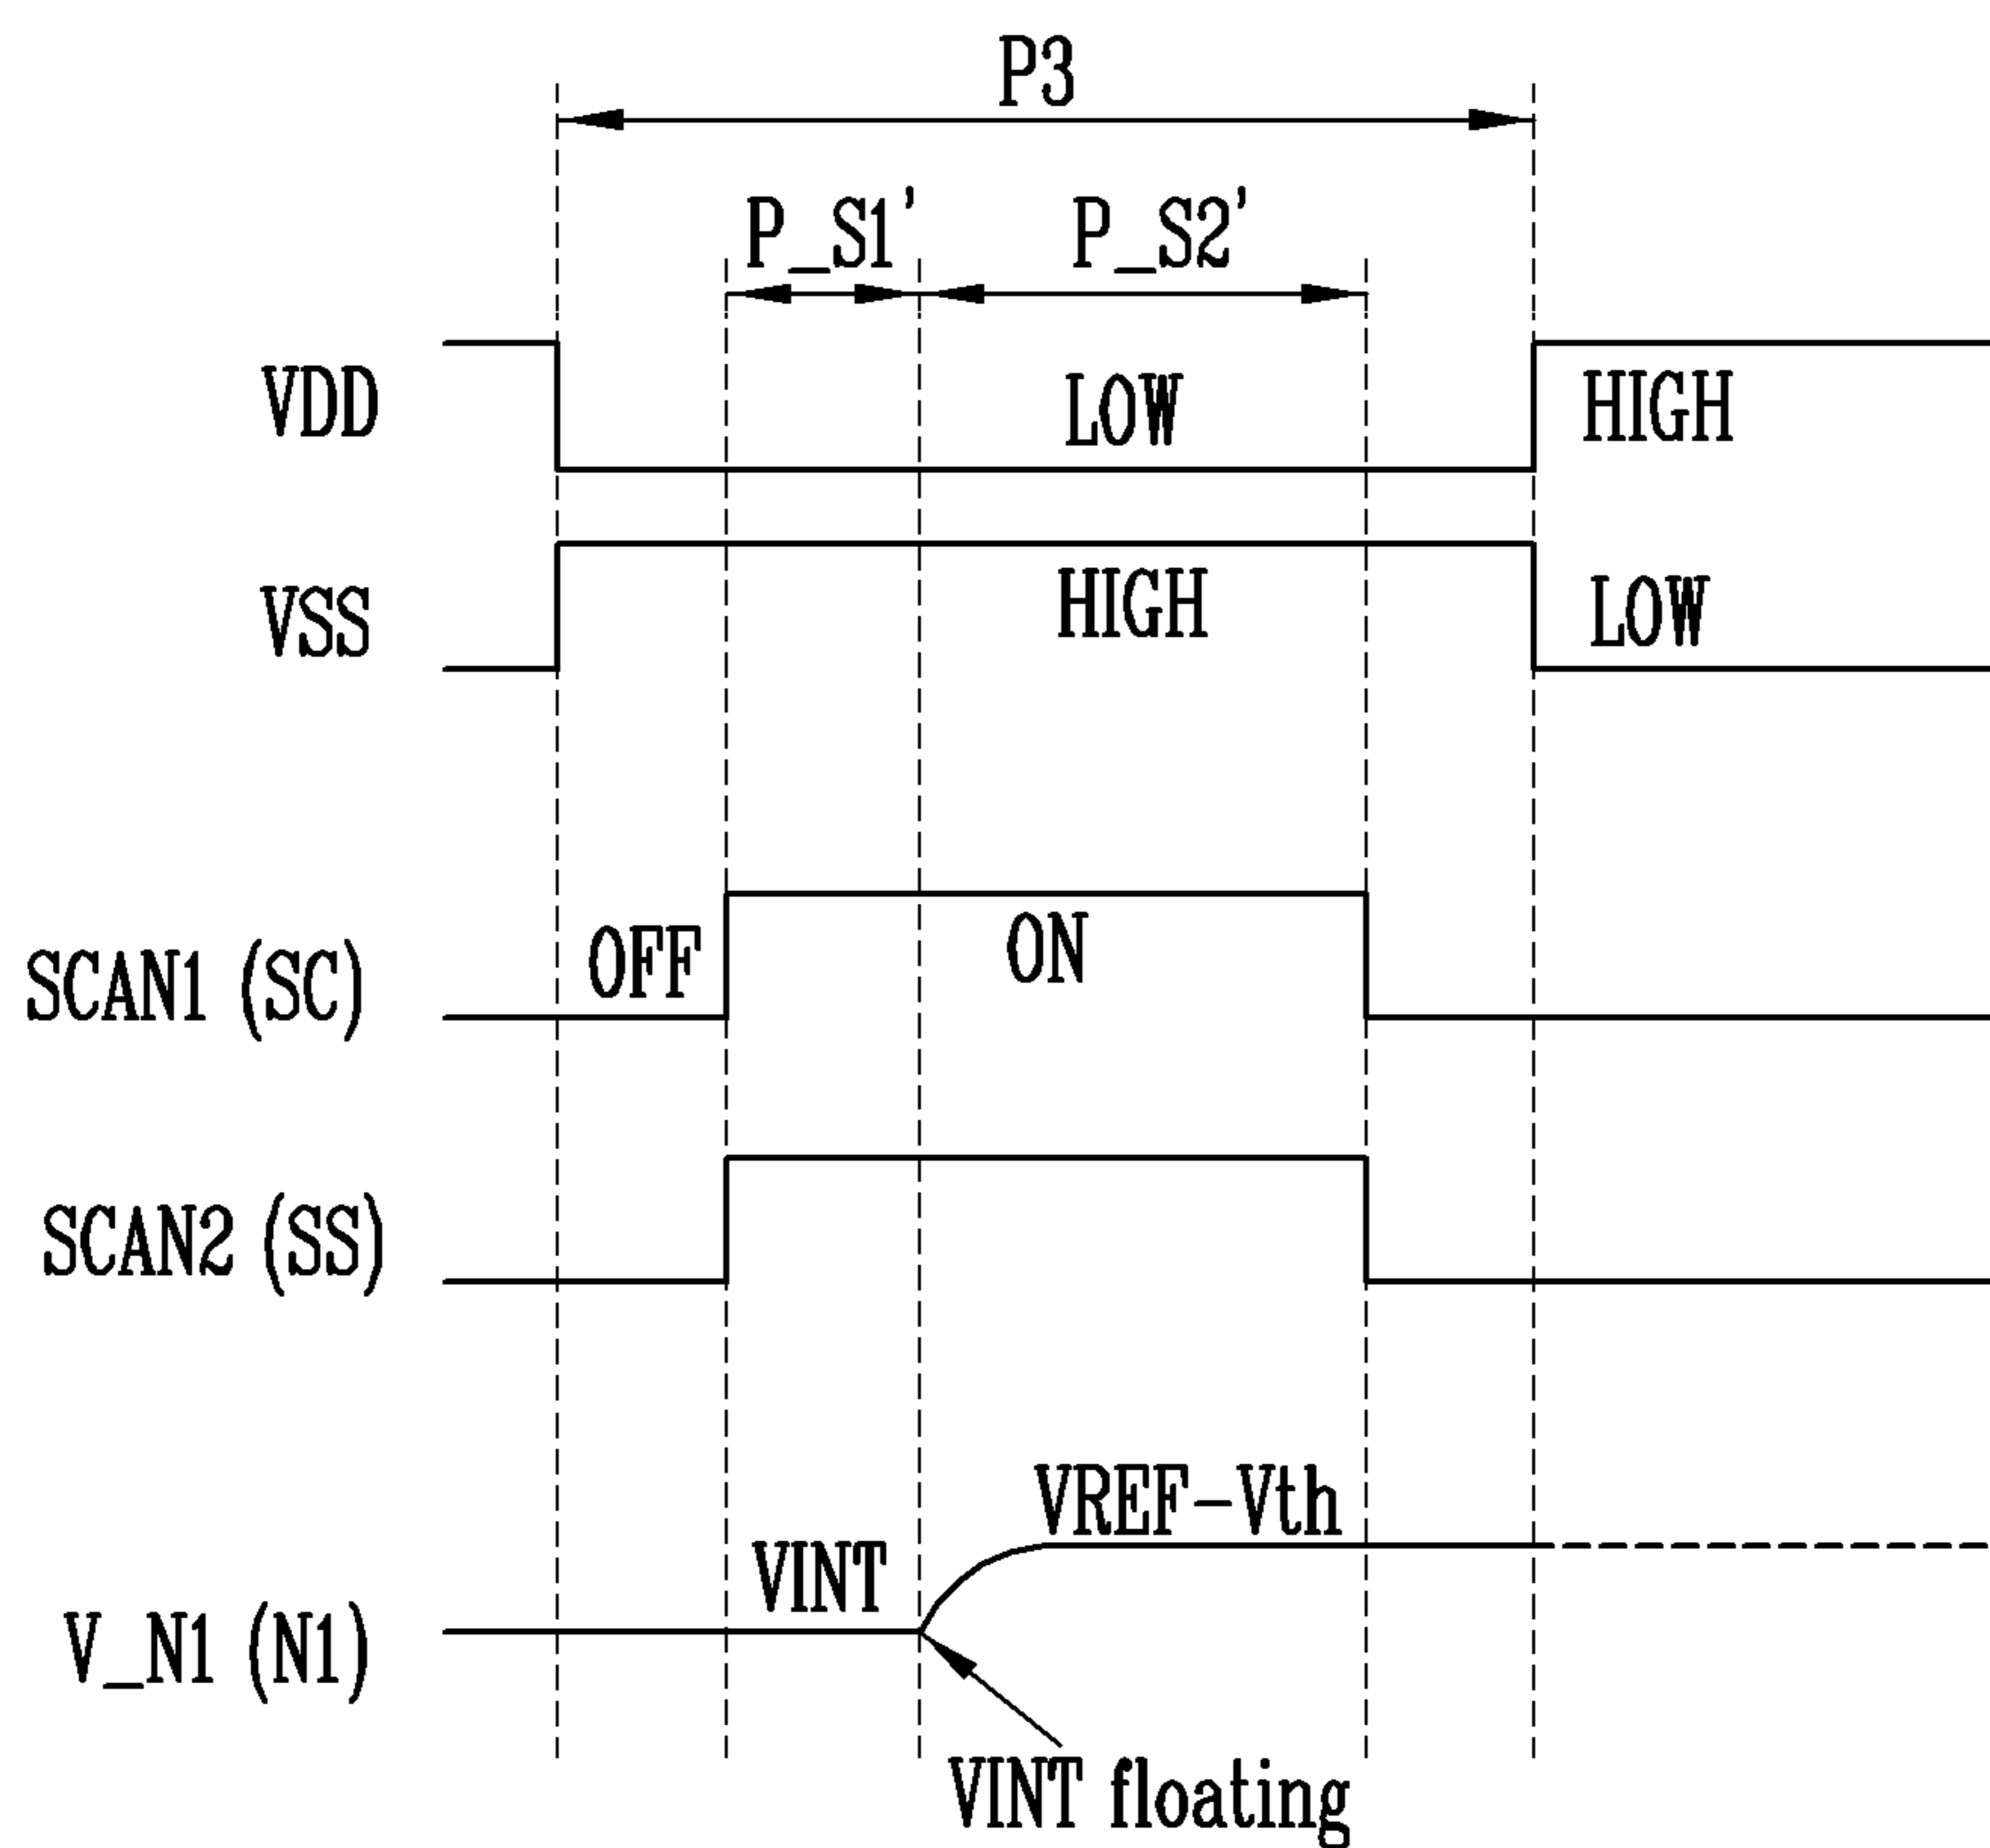 P3
P_S1' P_S2'
VDD LOW HIGH
VSS HIGH LOW
SCAN1 (SC) OFF ON
SCAN2 (SS)
VREF-Vth
VINT
V_N1 (N1)
VINT floating